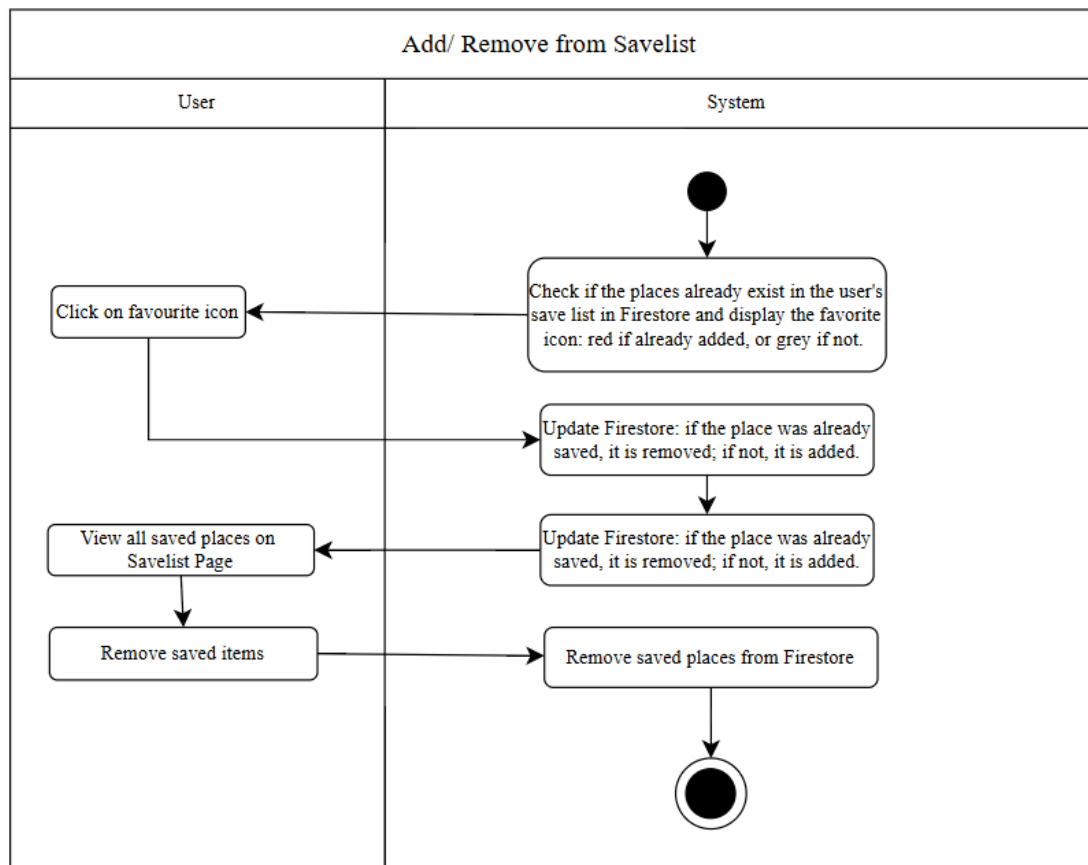 Add/ Remove from Savelist
User
System
Check if the places already exist in the user's
save list in Firestore and display the favorite
icon: red if already added, or grey if not.
Click on favourite icon
Update Firestore: if the place was already
saved, it is removed; if not, it is added.
Update Firestore: if the place was already
saved, it is removed; if not, it is added.
View all saved places on
Savelist Page
Remove saved items
Remove saved places from Firestore